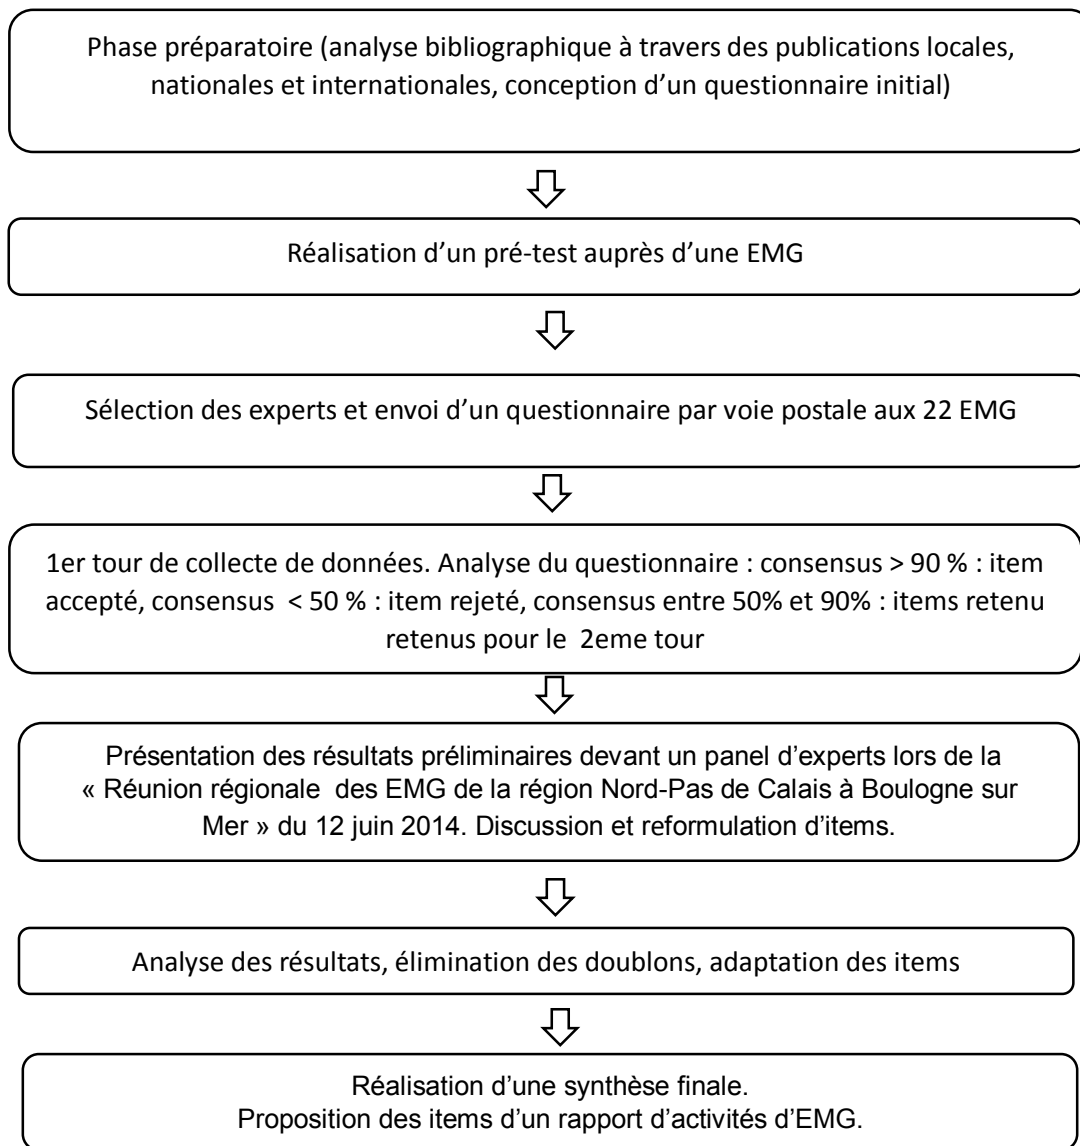 Phase préparatoire (analyse bibliographique à travers des publications locales,
nationales et internationales, conception d’un questionnaire initial)
Réalisation d’un pré-test auprès d’une EMG
Sélection des experts et envoi d’un questionnaire par voie postale aux 22 EMG
1er tour de collecte de données. Analyse du questionnaire : consensus > 90 % : item
accepté, consensus < 50 % : item rejeté, consensus entre 50% et 90% : items retenu
retenus pour le 2eme tour
Présentation des résultats préliminaires devant un panel d’experts lors de la
« Réunion régionale des EMG de la région Nord-Pas de Calais à Boulogne sur
Mer » du 12 juin 2014. Discussion et reformulation d’items.
Analyse des résultats, élimination des doublons, adaptation des items
Réalisation d’une synthèse finale.
Proposition des items d’un rapport d’activités d’EMG.